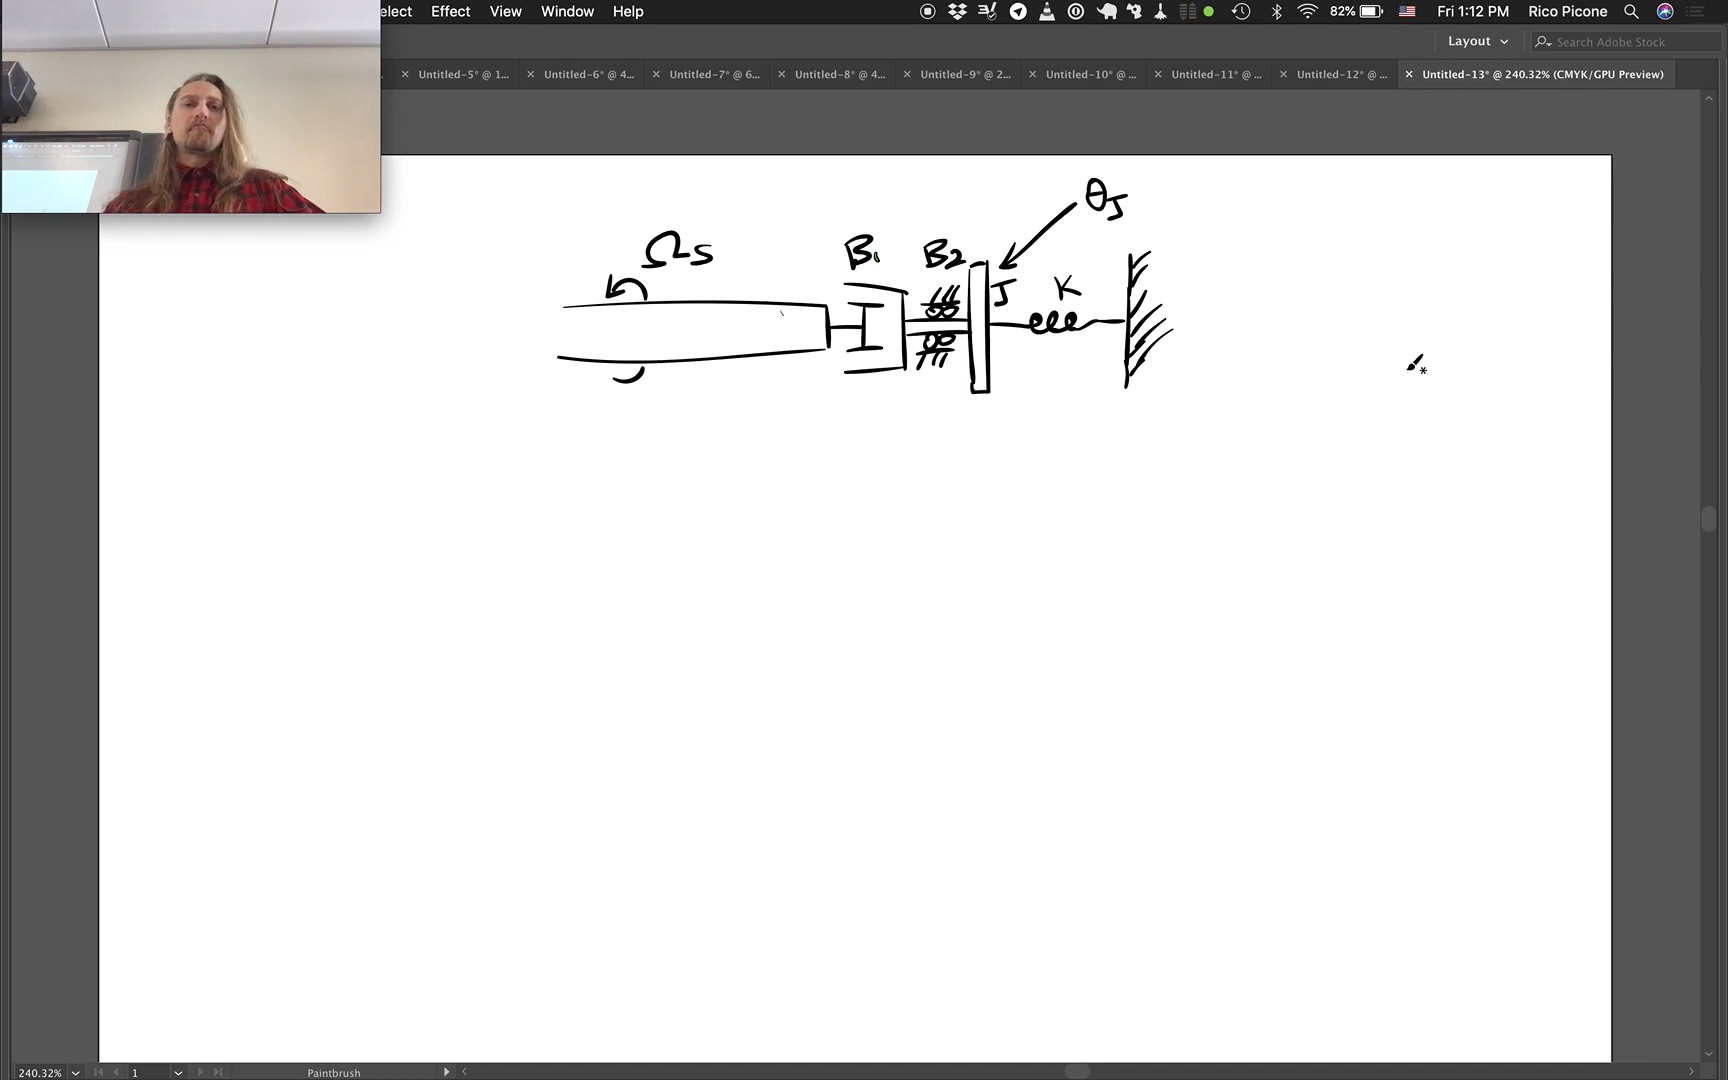 elect Effect View Window Help 82% Fri 1:12 PM Rico Picone
Layout Search Adobe Stock
Untitled-5* @ 1... Untitled-6* @ 4... Untitled-7* @ 6... Untitled-8* @ 4... Untitled-9* @ 2... Untitled-10* @ ... Untitled-11* @ ... Untitled-12* @ ... Untitled-13* @ 240.32% (CMYK/GPU Preview)
θJ
Ωs B1 B2
J K
240.32% 1 Paintbrush